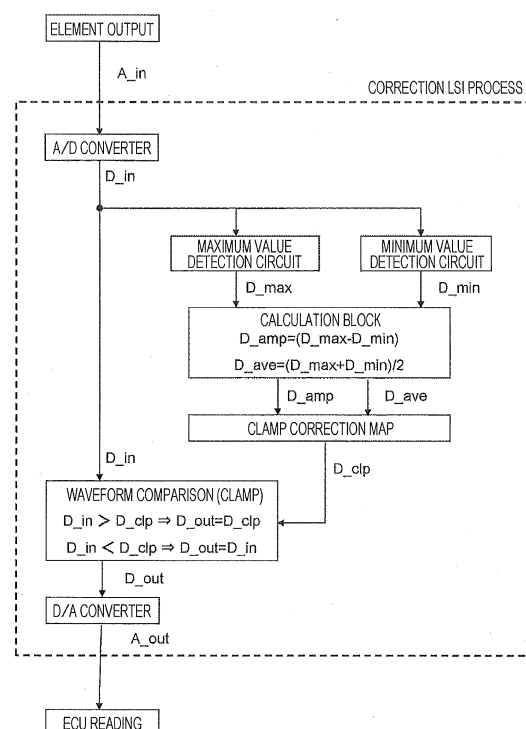 ELEMENT OUTPUT
A_in
CORRECTION LSI PROCESS
A/D CONVERTER
D_in
MAXIMUM VALUE
DETECTION CIRCUIT
MINIMUM VALUE
DETECTION CIRCUIT
D_max
D_min
CALCULATION BLOCK
D_amp=(D_max-D_min)
D_ave=(D_max+D_min)/2
D_amp
D_ave
CLAMP CORRECTION MAP
D_in
D_clp
WAVEFORM COMPARISON (CLAMP)
D_in > D_clp ⇒ D_out=D_clp
D_in < D_clp ⇒ D_out=D_in
D_out
D/A CONVERTER
A_out
ECU READING